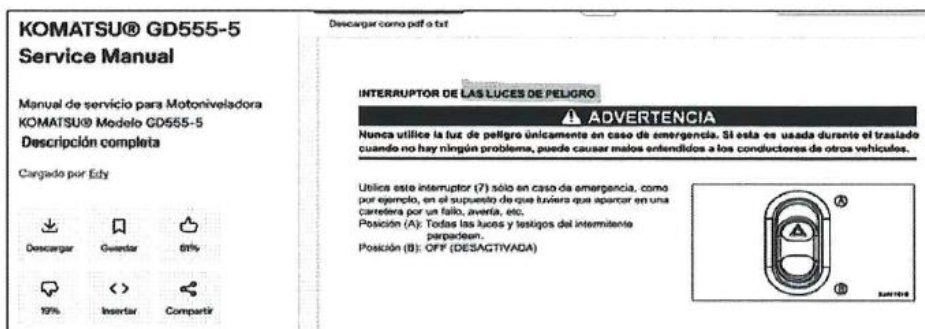 KOMATSU® GD555-5
Service Manual
Manual de servicio para Motoniveladora
KOMATSU® Modelo GD555-5
Descripción completa
Cargado por Edy
Descargar
Guardar
81%
19%
Insertar
Compartir
Descargar como pdf o txt
INTERRUPTOR DE LAS LUCES DE PELIGRO
ADVERTENCIA
Nunca utilice la luz de peligro únicamente en caso de emergencia. Si esta es usada durante el traslado
cuando no hay ningún problema, puede causar malos entendidos a los conductores de otros vehículos.
Utilice este interruptor (7) sólo en caso de emergencia, como
por ejemplo, en el supuesto de que tuviera que aparcar en una
carretera por un fallo, avería, etc.
Posición (A): Todas las luces y testigos del intermitente
parpadean.
Posición (B): OFF (DESACTIVADA)
A
B